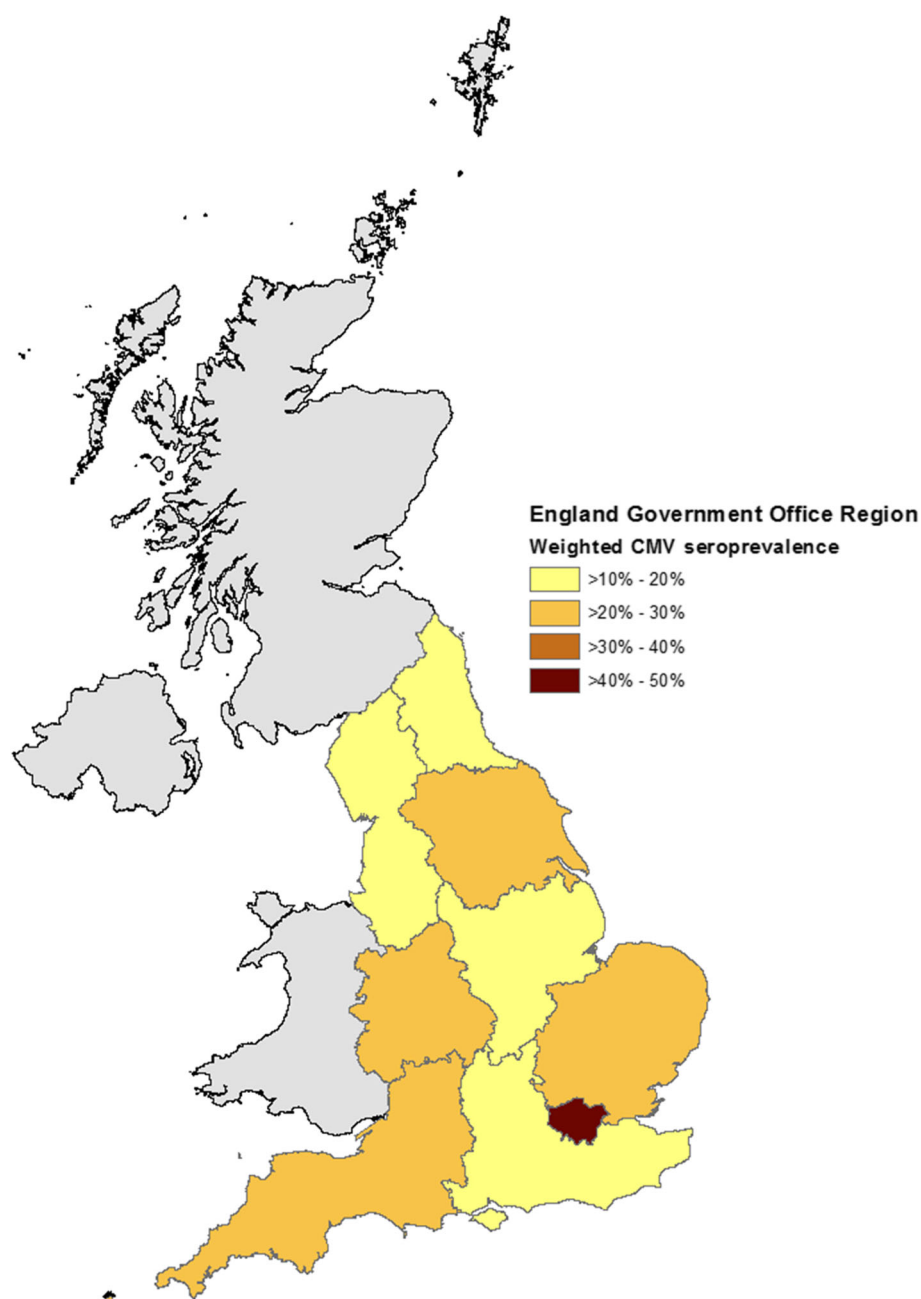 England Government Office Region
Weighted CMV seroprevalence
>10% - 20%
>20% - 30%
>30% - 40%
>40% - 50%